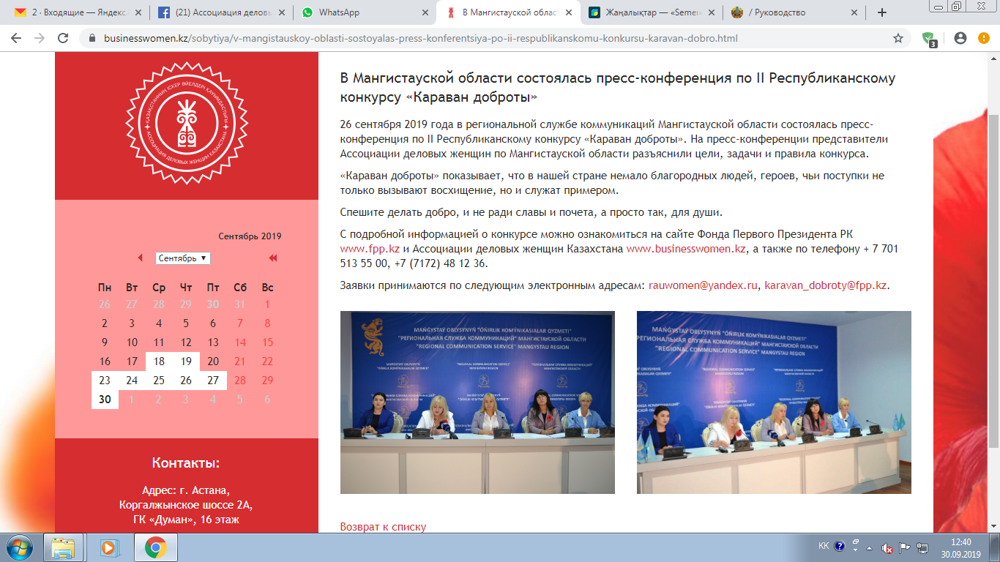 2 · Входящие — Яндекс.
(21) Ассоциация деловы
WhatsApp
В Мангистауской област
Жаңалықтар — «Semei
/ Руководство
businesswomen.kz/sobytiya/v-mangistauskoy-oblasti-sostoyalas-press-konferentsiya-po-ii-respublikanskomu-konkursu-karavan-dobro.html
3
ҚАЗАҚСТАННЫҢ ІСКЕР ӘЙЕЛДЕРІ ҚАУЫМДАСТЫҒЫ
АССОЦИАЦИЯ ДЕЛОВЫХ ЖЕНЩИН КАЗАХСТАНА
Сентябрь 2019
Сентябрь
Пн Вт Ср Чт Пт Сб Вс
26 27 28 29 30 31 1
2 3 4 5 6 7 8
9 10 11 12 13 14 15
16 17 18 19 20 21 22
23 24 25 26 27 28 29
30 1 2 3 4 5 6
Контакты:
Адрес: г. Астана,
Коргалжынское шоссе 2А,
ГК «Думан», 16 этаж
В Мангистауской области состоялась пресс-конференция по II Республиканскому
конкурсу «Караван доброты»
26 сентября 2019 года в региональной службе коммуникаций Мангистауской области состоялась пресс-
конференция по II Республиканскому конкурсу «Караван доброты». На пресс-конференции представители
Ассоциации деловых женщин по Мангистауской области разъяснили цели, задачи и правила конкурса.
«Караван доброты» показывает, что в нашей стране немало благородных людей, героев, чьи поступки не
только вызывают восхищение, но и служат примером.
Спешите делать добро, и не ради славы и почета, а просто так, для души.
С подробной информацией о конкурсе можно ознакомиться на сайте Фонда Первого Президента РК
www.fpp.kz и Ассоциации деловых женщин Казахстана www.businesswomen.kz, а также по телефону + 7 701
513 55 00, +7 (7172) 48 12 36.
Заявки принимаются по следующим электронным адресам: rauwomen@yandex.ru, karavan_dobroty@fpp.kz.
MAŃǴYSTAÝ OBLYSYNYŃ "ÓŃIRLIK KOMÝNIKASIALAR QYZMETI"
"РЕГИОНАЛЬНАЯ СЛУЖБА КОММУНИКАЦИЙ" МАНГИСТАУСКОЙ ОБЛАСТИ
"REGIONAL COMMUNICATION SERVICE" MANGYSTAU REGION
MAŃǴYSTAÝ OBLYSYNYŃ "ÓŃIRLIK KOMÝNIKASIALAR QYZMETI"
"РЕГИОНАЛЬНАЯ СЛУЖБА КОММУНИКАЦИЙ" МАНГИСТАУСКОЙ ОБЛАСТИ
"REGIONAL COMMUNICATION SERVICE" MANGYSTAU REGION
Возврат к списку
KK
12:40
30.09.2019